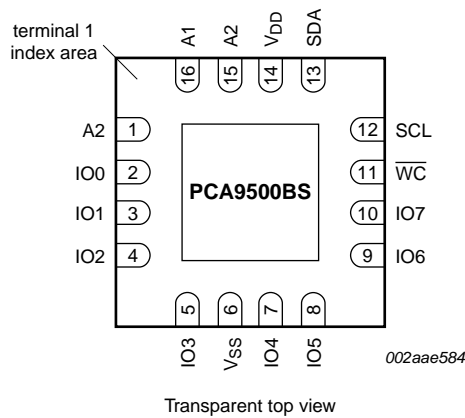 terminal 1
index area
A1
A2
VDD
SDA
16
15
14
13
A2 1
12 SCL
IO0 2
11 WC
PCA9500BS
IO1 3
10 IO7
IO2 4
9 IO6
5
6
7
8
IO3
VSS
IO4
IO5
002aae584
Transparent top view